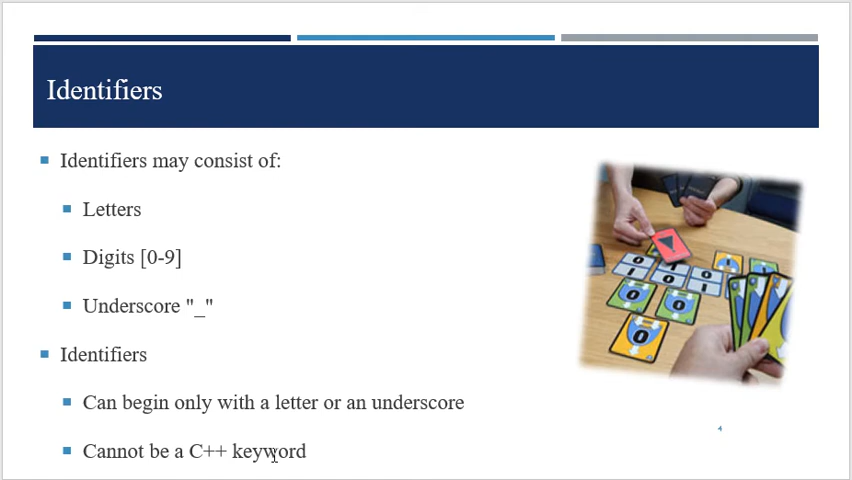 Identifiers
Identifiers may consist of:
Letters
Digits [0-9]
Underscore "_"
Identifiers
Can begin only with a letter or an underscore
Cannot be a C++ keyword